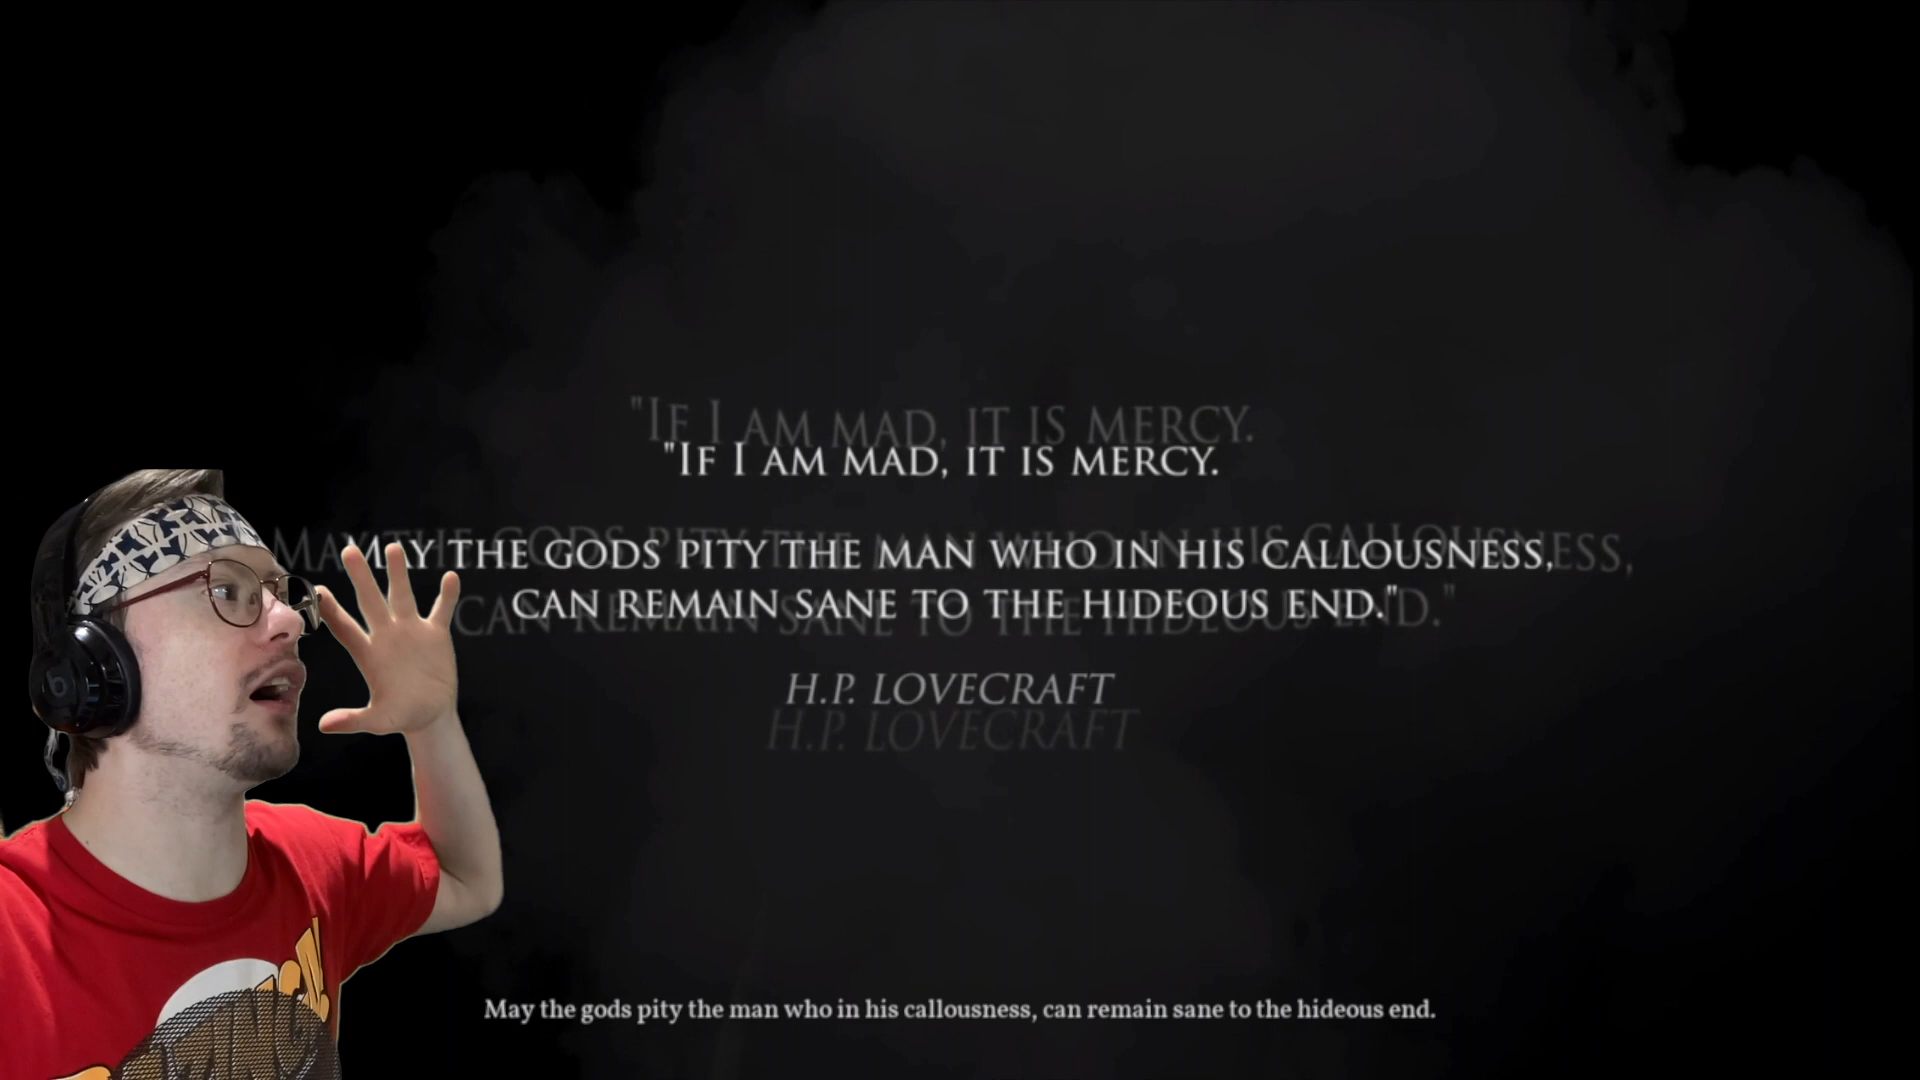 "IF I AM MAD, IT IS MERCY.
MAY THE GODS PITY THE MAN WHO IN HIS CALLOUSNESS,
CAN REMAIN SANE TO THE HIDEOUS END."
H.P. LOVECRAFT
May the gods pity the man who in his callousness, can remain sane to the hideous end.